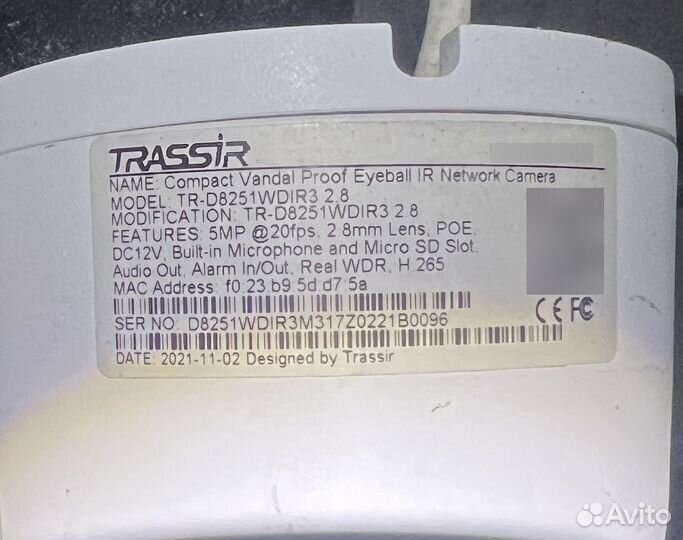 TRASSIR
NAME: Compact Vandal Proof Eyeball IR Network Camera
MODEL: TR-D8251WDIR3 2.8
MODIFICATION: TR-D8251WDIR3 2 8
FEATURES: 5MP @20fps, 2.8mm Lens, POE,
DC12V, Built-in Microphone and Micro SD Slot.
Audio Out, Alarm In/Out, Real WDR, H.265
MAC Address: f0 23 b9 5d d7 5a
CE FC
SER NO: D8251WDIR3M317Z0221B0096
DATE: 2021-11-02 Designed by Trassir
Avito